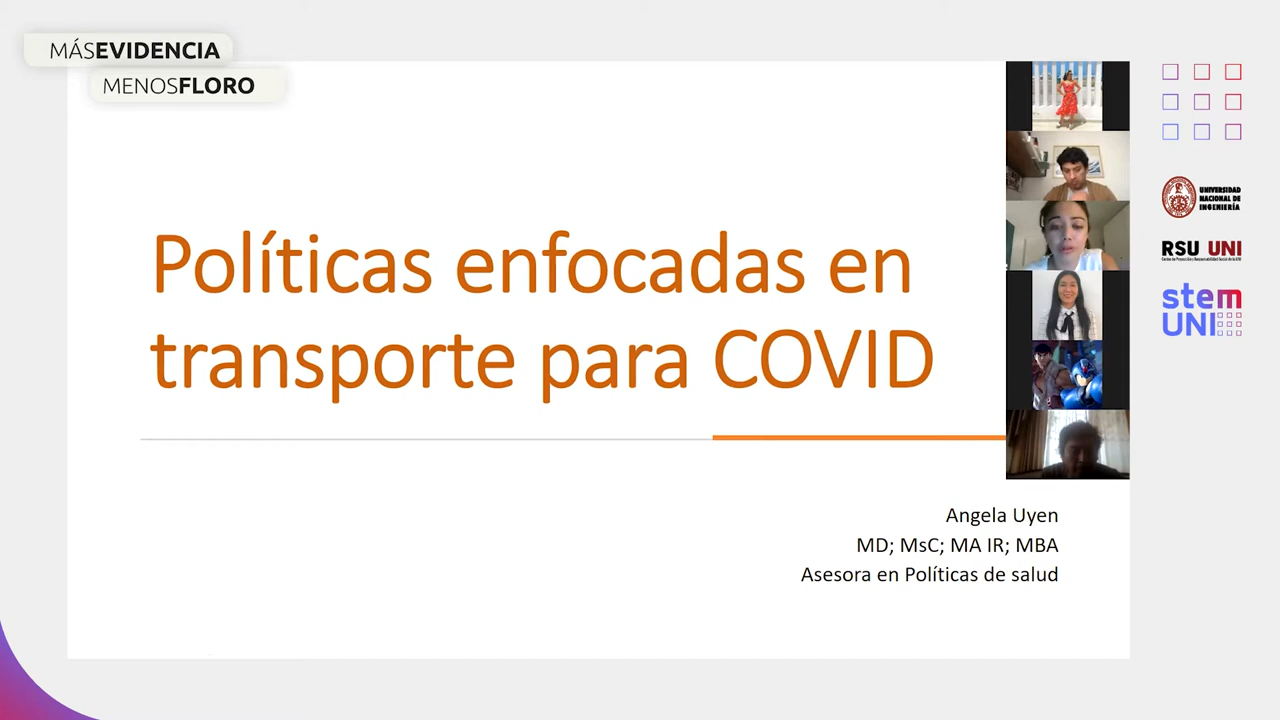 MÁSEVIDENCIA
MENOSFLORO
Políticas enfocadas en
transporte para COVID
Angela Uyen
MD; MsC; MA IR; MBA
Asesora en Políticas de salud
UNIVERSIDAD
NACIONAL DE
INGENIERÍA
RSU UNI
stem
UNI